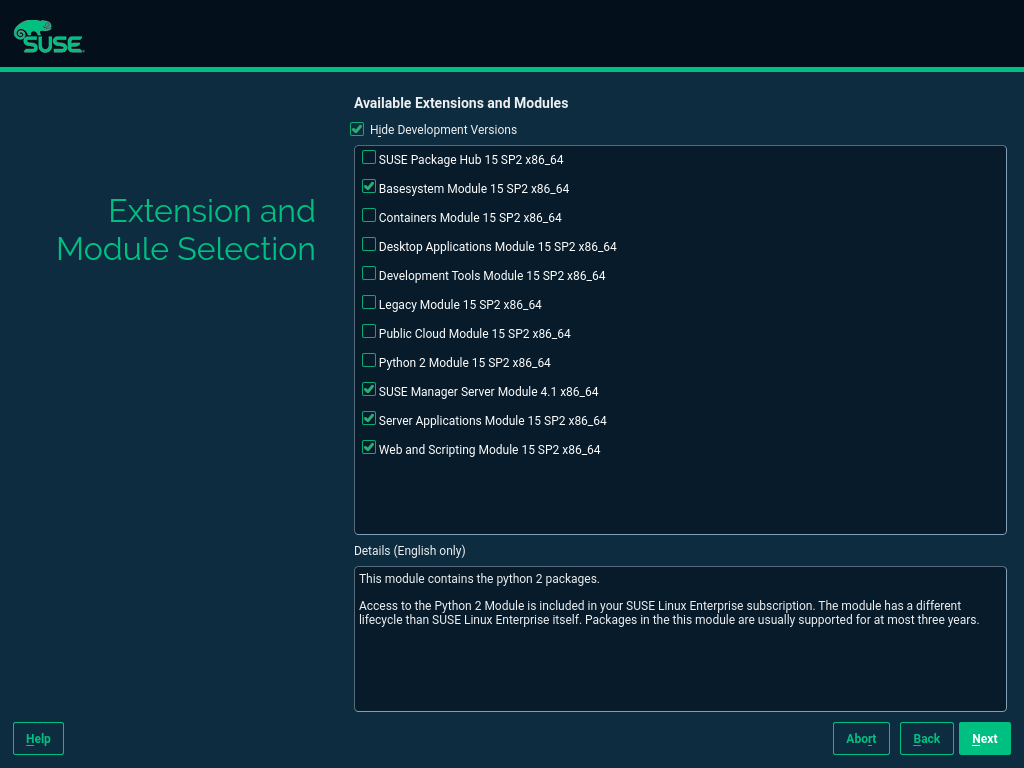 SUSE
Available Extensions and Modules
Hide Development Versions
Extension and
Module Selection
SUSE Package Hub 15 SP2 x86_64
Basesystem Module 15 SP2 x86_64
Containers Module 15 SP2 x86_64
Desktop Applications Module 15 SP2 x86_64
Development Tools Module 15 SP2 x86_64
Legacy Module 15 SP2 x86_64
Public Cloud Module 15 SP2 x86_64
Python 2 Module 15 SP2 x86_64
SUSE Manager Server Module 4.1 x86_64
Server Applications Module 15 SP2 x86_64
Web and Scripting Module 15 SP2 x86_64
Details (English only)
This module contains the python 2 packages.
Access to the Python 2 Module is included in your SUSE Linux Enterprise subscription. The module has a different
lifecycle than SUSE Linux Enterprise itself. Packages in the this module are usually supported for at most three years.
Help
Abort
Back
Next